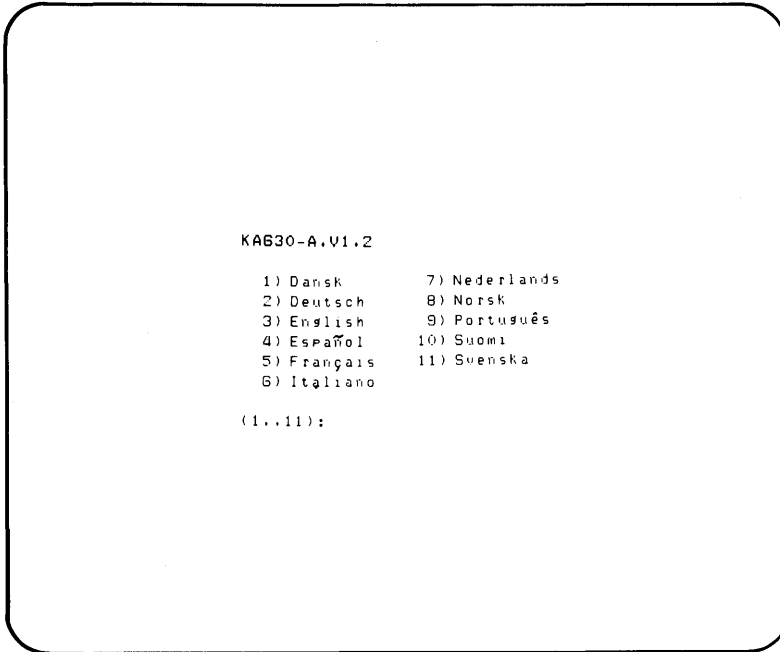 KA630-A.V1.2
1) Dansk 7) Nederlands
2) Deutsch 8) Norsk
3) English 9) Português
4) Español 10) Suomi
5) Français 11) Svenska
6) Italiano
(1..11):